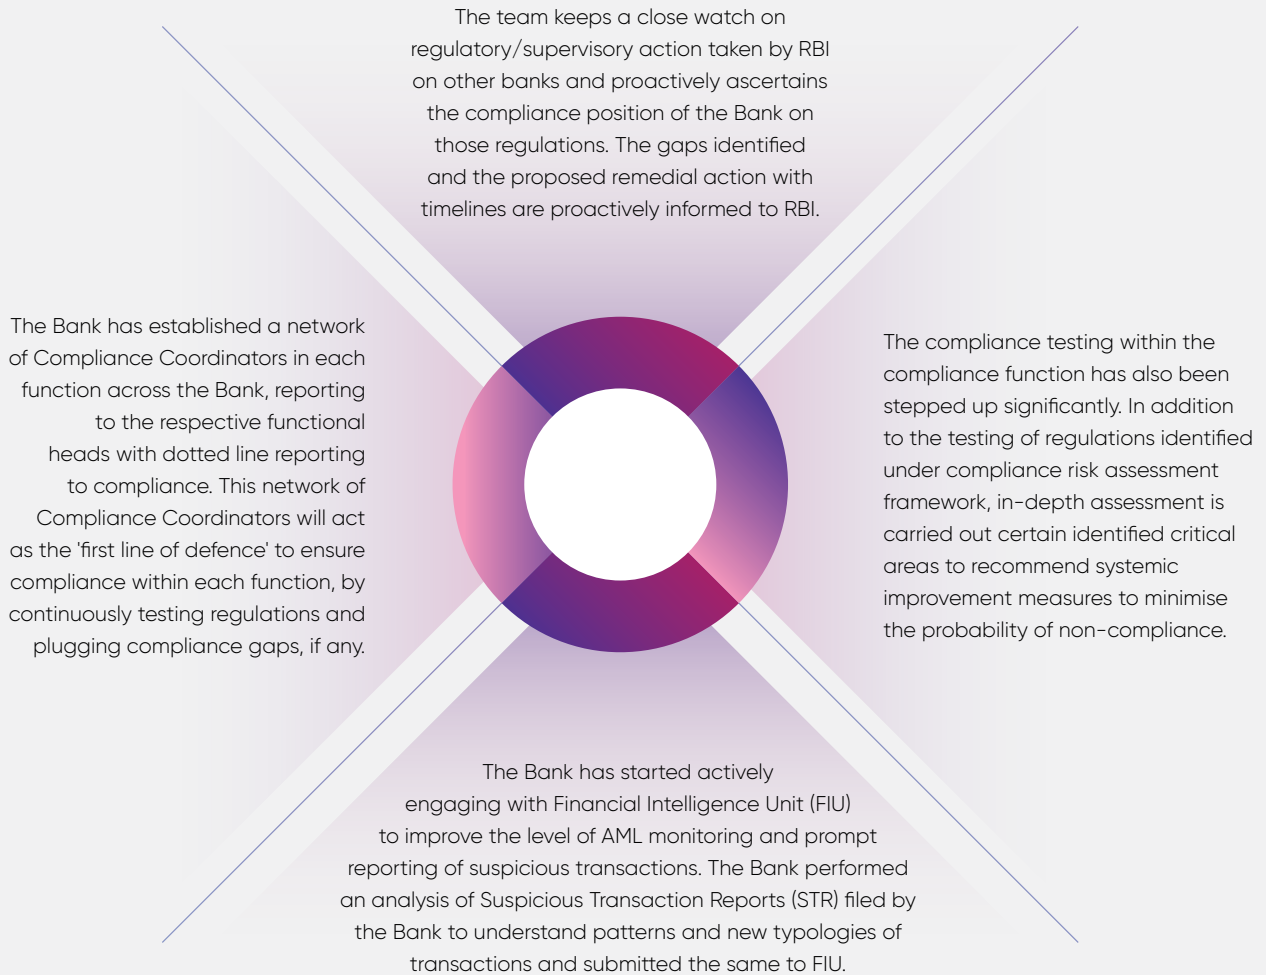 The team keeps a close watch on
regulatory/supervisory action taken by RBI
on other banks and proactively ascertains
the compliance position of the Bank on
those regulations. The gaps identified
and the proposed remedial action with
timelines are proactively informed to RBI.
The Bank has established a network
of Compliance Coordinators in each
function across the Bank, reporting
to the respective functional
heads with dotted line reporting
to compliance. This network of
Compliance Coordinators will act
as the 'first line of defence' to ensure
compliance within each function, by
continuously testing regulations and
plugging compliance gaps, if any.
The compliance testing within the
compliance function has also been
stepped up significantly. In addition
to the testing of regulations identified
under compliance risk assessment
framework, in-depth assessment is
carried out certain identified critical
areas to recommend systemic
improvement measures to minimise
the probability of non-compliance.
The Bank has started actively
engaging with Financial Intelligence Unit (FIU)
to improve the level of AML monitoring and prompt
reporting of suspicious transactions. The Bank performed
an analysis of Suspicious Transaction Reports (STR) filed by
the Bank to understand patterns and new typologies of
transactions and submitted the same to FIU.